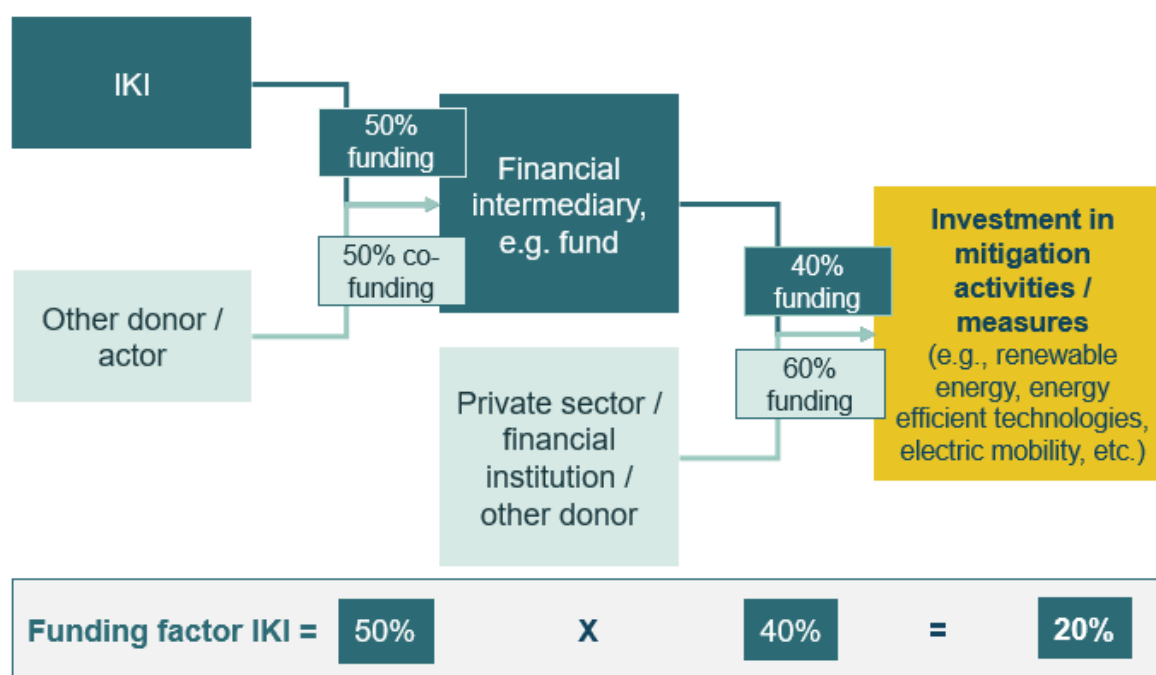 IKI
50%
funding
Financial
intermediary,
e.g. fund
50% co-
funding
Other donor /
actor
Investment in
mitigation
activities /
measures
(e.g., renewable
energy, energy
efficient technologies,
electric mobility, etc.)
40%
funding
60%
funding
Private sector /
financial
institution /
other donor
Funding factor IKI = 50% X 40% = 20%